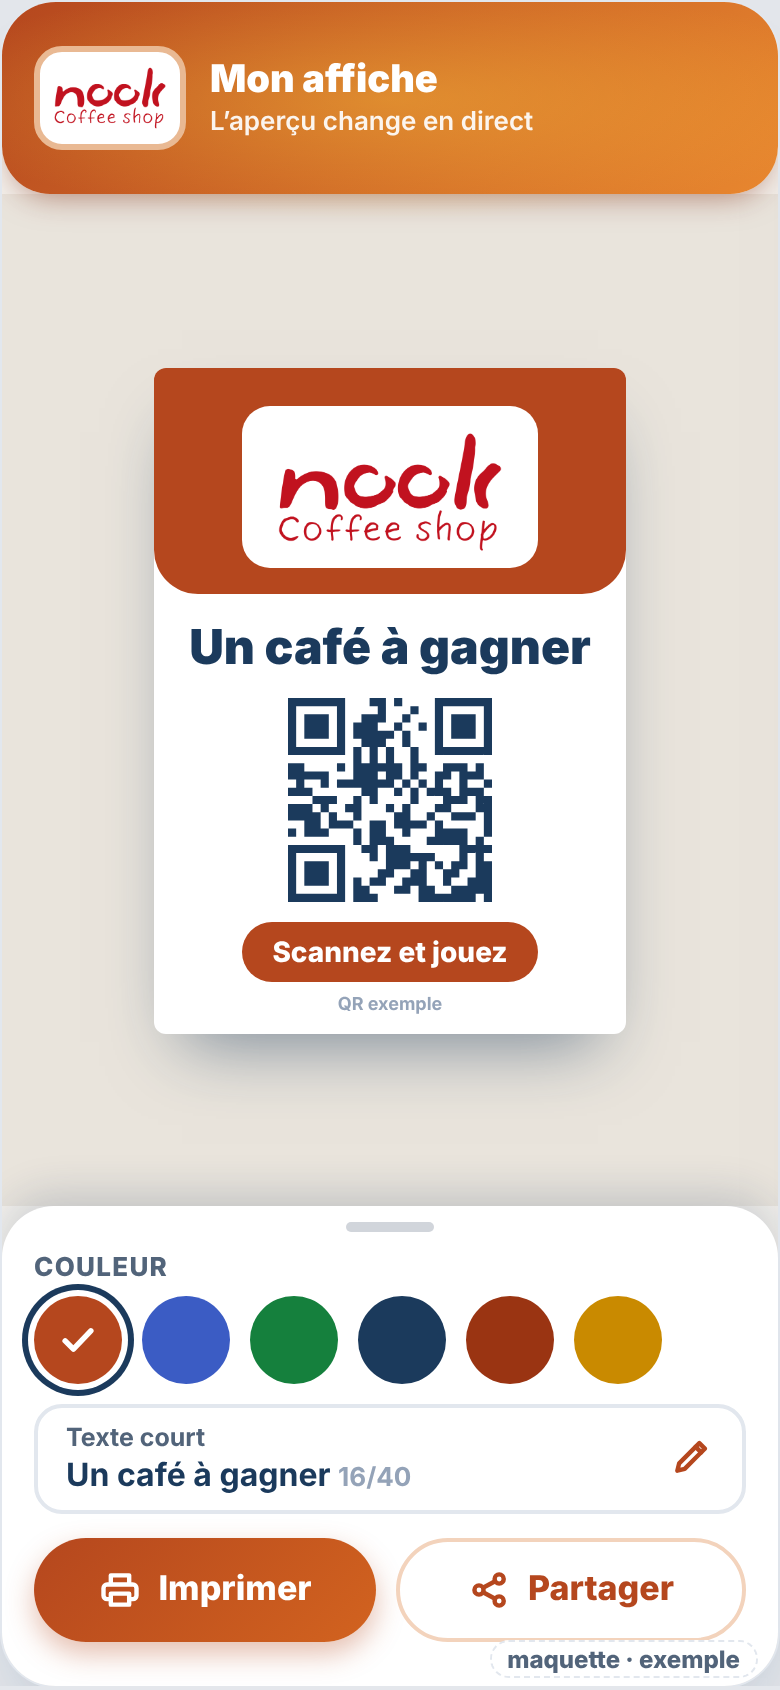 nook
Coffee shop
Mon affiche
L’aperçu change en direct
nook
Coffee shop
Un café à gagner
Scannez et jouez
QR exemple
COULEUR
Texte court
Un café à gagner 16/40
Imprimer
Partager
maquette · exemple